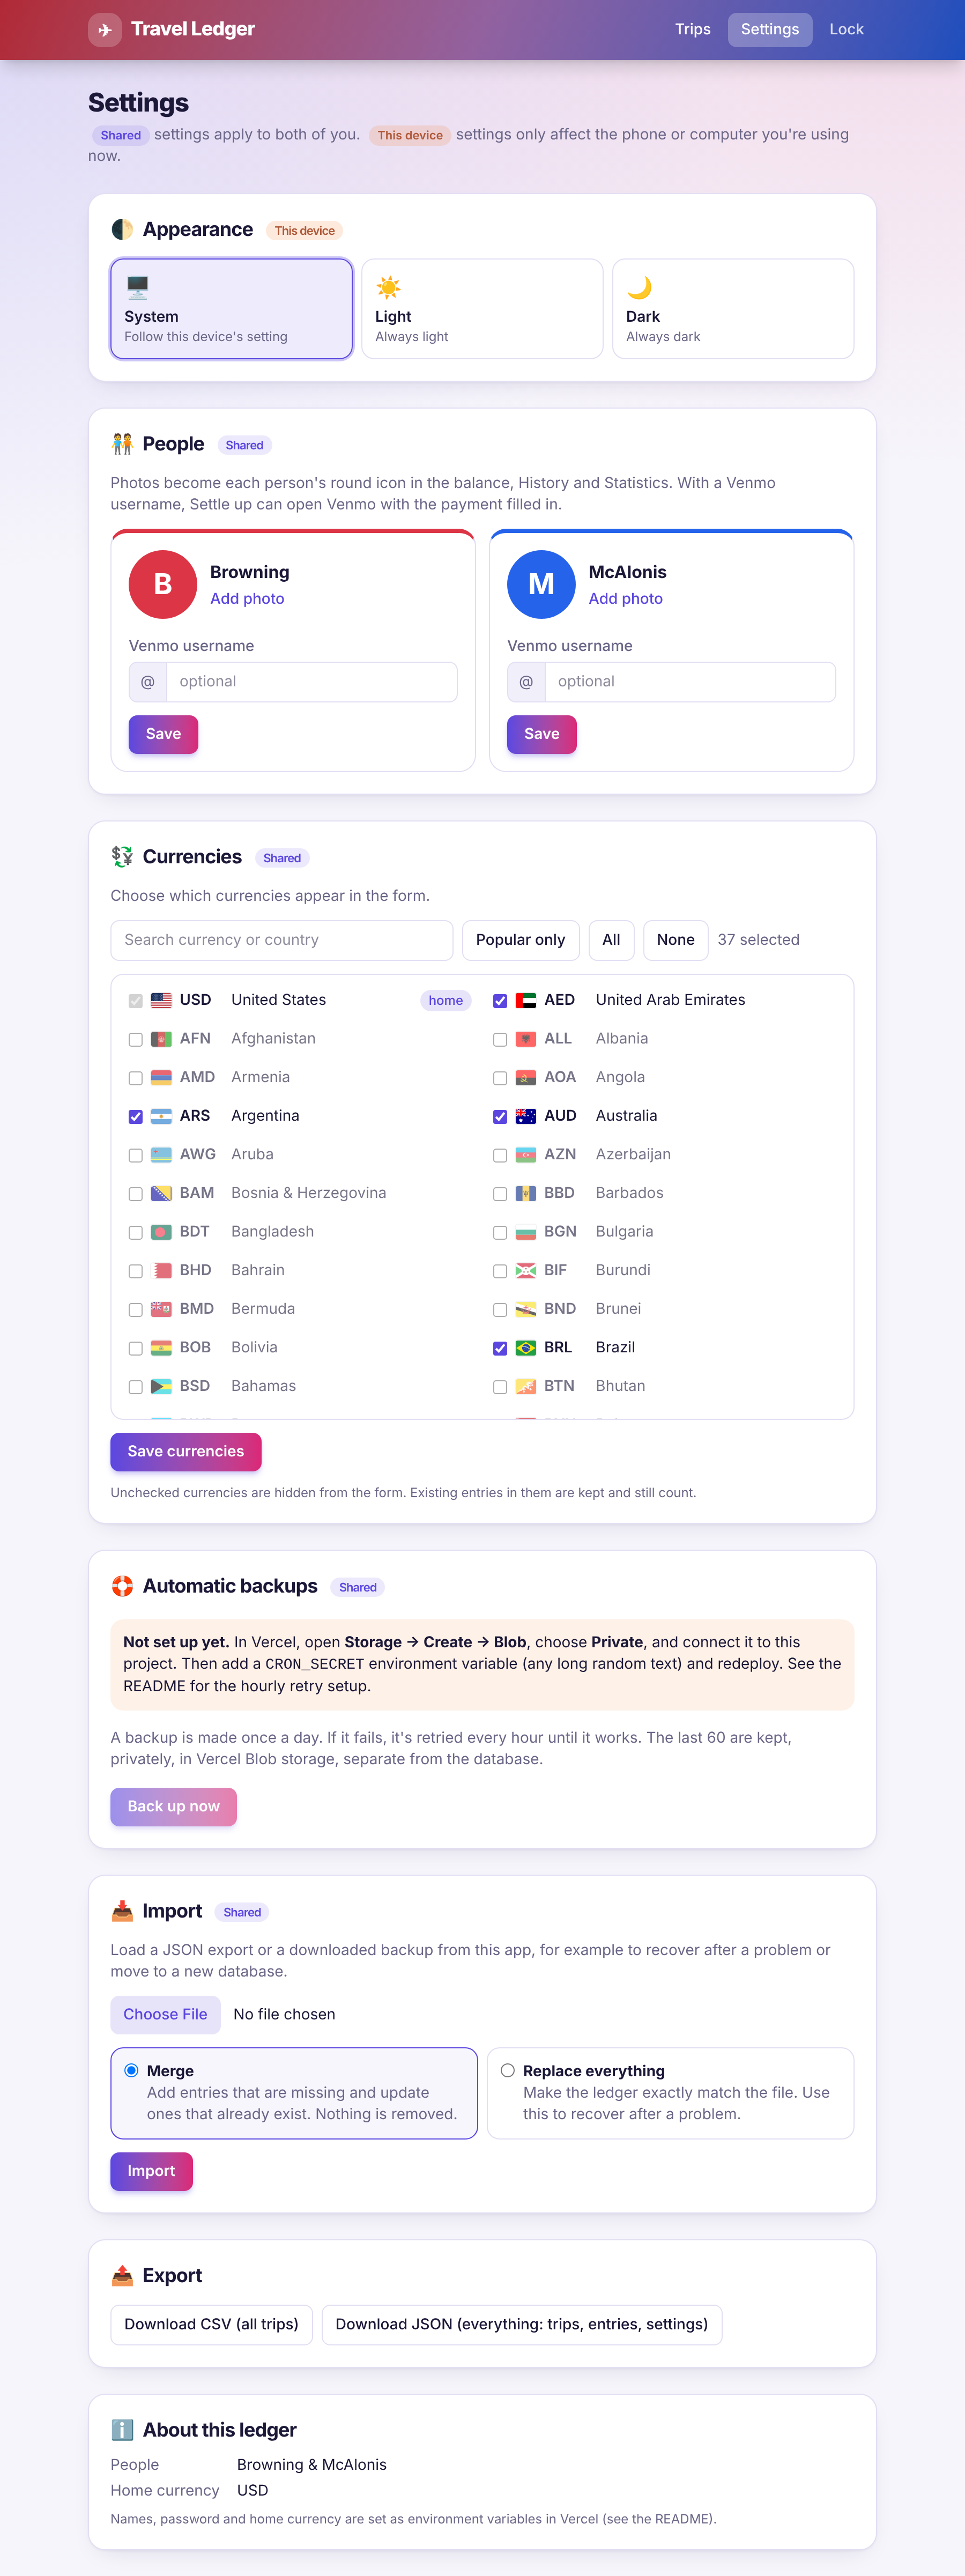 Travel Ledger
Trips
Settings
Lock
Settings
Shared settings apply to both of you. This device settings only affect the phone or computer you're using
now.
Appearance This device
System
Follow this device's setting
Light
Always light
Dark
Always dark
People Shared
Photos become each person's round icon in the balance, History and Statistics. With a Venmo
username, Settle up can open Venmo with the payment filled in.
B
Browning
Add photo
Venmo username
@ optional
Save
M
McAlonis
Add photo
Venmo username
@ optional
Save
Currencies Shared
Choose which currencies appear in the form.
Search currency or country
Popular only
All
None
37 selected
USD United States home
AED United Arab Emirates
AFN Afghanistan
ALL Albania
AMD Armenia
AOA Angola
ARS Argentina
AUD Australia
AWG Aruba
AZN Azerbaijan
BAM Bosnia & Herzegovina
BBD Barbados
BDT Bangladesh
BGN Bulgaria
BHD Bahrain
BIF Burundi
BMD Bermuda
BND Brunei
BOB Bolivia
BRL Brazil
BSD Bahamas
BTN Bhutan
Save currencies
Unchecked currencies are hidden from the form. Existing entries in them are kept and still count.
Automatic backups Shared
Not set up yet. In Vercel, open Storage → Create → Blob, choose Private, and connect it to this
project. Then add a CRON_SECRET environment variable (any long random text) and redeploy. See the
README for the hourly retry setup.
A backup is made once a day. If it fails, it's retried every hour until it works. The last 60 are kept,
privately, in Vercel Blob storage, separate from the database.
Back up now
Import Shared
Load a JSON export or a downloaded backup from this app, for example to recover after a problem or
move to a new database.
Choose File No file chosen
Merge
Add entries that are missing and update
ones that already exist. Nothing is removed.
Replace everything
Make the ledger exactly match the file. Use
this to recover after a problem.
Import
Export
Download CSV (all trips)
Download JSON (everything: trips, entries, settings)
About this ledger
People Browning & McAlonis
Home currency USD
Names, password and home currency are set as environment variables in Vercel (see the README).